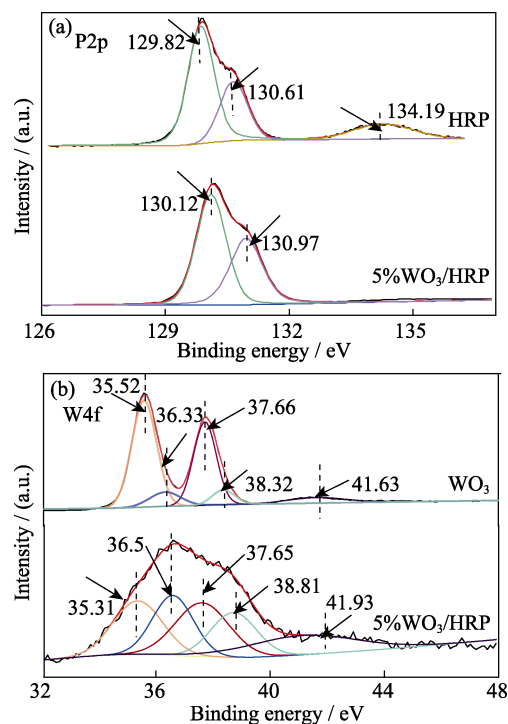 (a)
P2p
129.82
130.61
134.19
HRP
130.12
130.97
5%WO₃/HRP
Intensity / (a.u.)
126 129 132 135
Binding energy / eV
(b)
W4f
35.52
36.33
37.66
38.32
41.63
WO₃
36.5
37.65
35.31
38.81
41.93
5%WO₃/HRP
Intensity / (a.u.)
32 36 40 44 48
Binding energy / eV